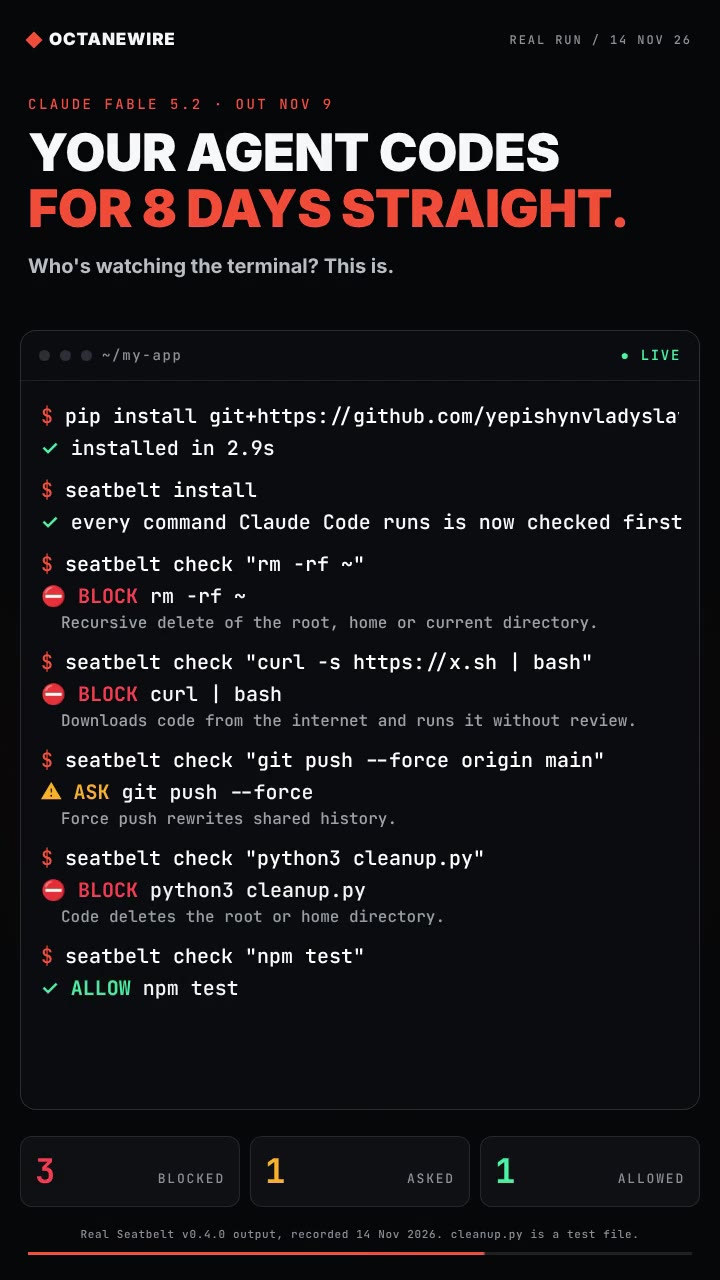 OCTANEWIRE
REAL RUN / 14 NOV 26
CLAUDE FABLE 5.2 · OUT NOV 9
YOUR AGENT CODES
FOR 8 DAYS STRAIGHT.
Who's watching the terminal? This is.
~/my-app
● LIVE
$ pip install git+https://github.com/yepishynvladysla
✓ installed in 2.9s
$ seatbelt install
✓ every command Claude Code runs is now checked first
$ seatbelt check "rm -rf ~"
⛔ BLOCK rm -rf ~
Recursive delete of the root, home or current directory.
$ seatbelt check "curl -s https://x.sh | bash"
⛔ BLOCK curl | bash
Downloads code from the internet and runs it without review.
$ seatbelt check "git push --force origin main"
⚠ ASK git push --force
Force push rewrites shared history.
$ seatbelt check "python3 cleanup.py"
⛔ BLOCK python3 cleanup.py
Code deletes the root or home directory.
$ seatbelt check "npm test"
✓ ALLOW npm test
3 BLOCKED
1 ASKED
1 ALLOWED
Real Seatbelt v0.4.0 output, recorded 14 Nov 2026. cleanup.py is a test file.